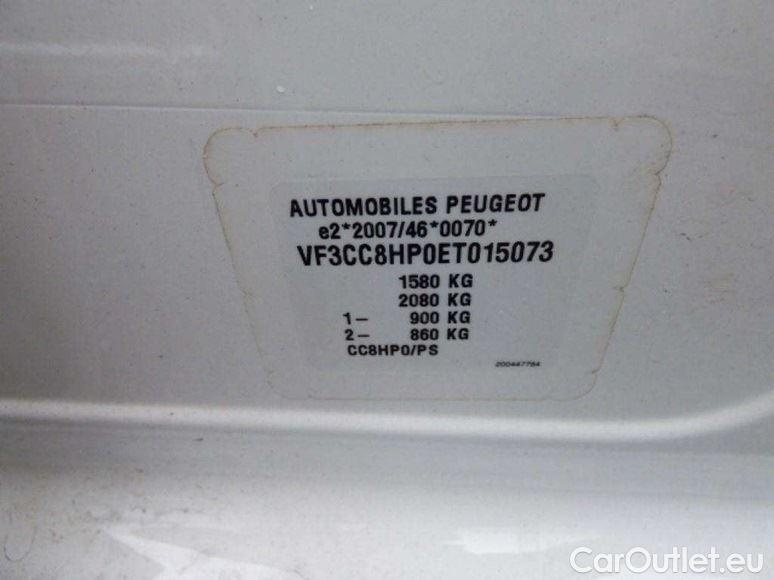 AUTOMOBILES PEUGEOT
e2*2007/46*0070*
VF3CC8HP0ET015073
1580 KG
2080 KG
1- 900 KG
2- 860 KG
CC8HP0/PS
200447784
CarOutlet.eu